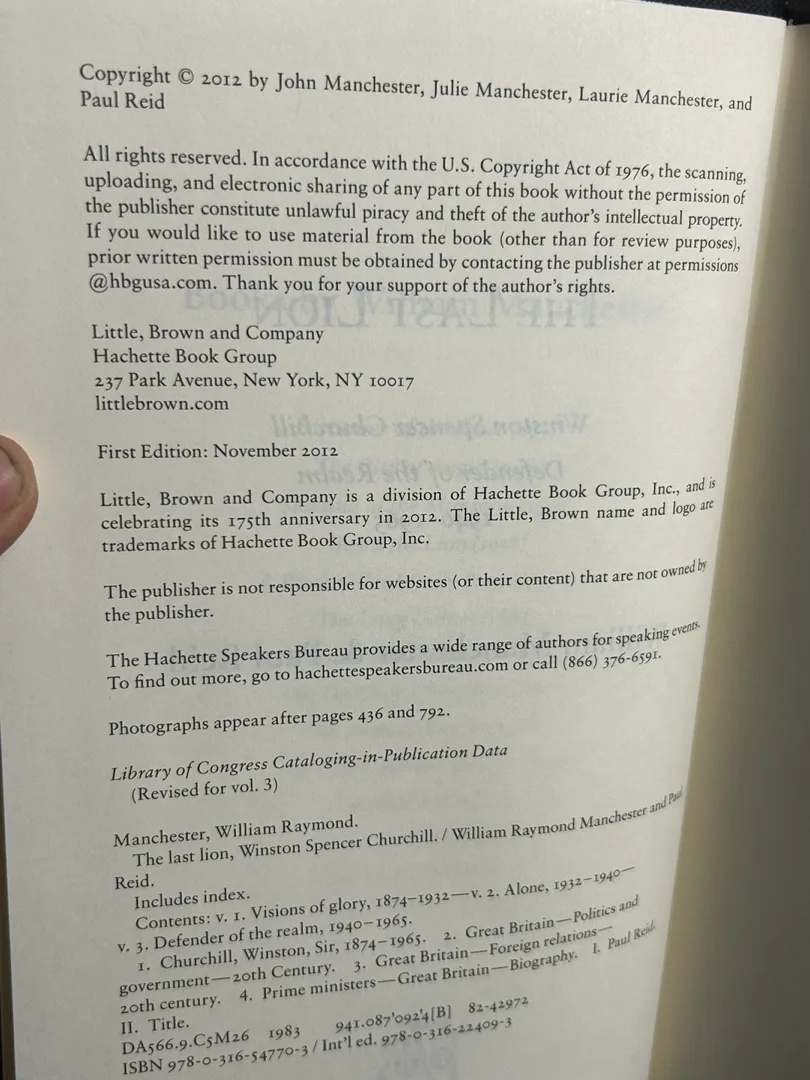 Copyright © 2012 by John Manchester, Julie Manchester, Laurie Manchester, and
Paul Reid
All rights reserved. In accordance with the U.S. Copyright Act of 1976, the scanning,
uploading, and electronic sharing of any part of this book without the permission of
the publisher constitute unlawful piracy and theft of the author's intellectual property.
If you would like to use material from the book (other than for review purposes),
prior written permission must be obtained by contacting the publisher at permissions
@hbgusa.com. Thank you for your support of the author's rights.
Little, Brown and Company
Hachette Book Group
237 Park Avenue, New York, NY 10017
littlebrown.com
First Edition: November 2012
Little, Brown and Company is a division of Hachette Book Group, Inc., and is
celebrating its 175th anniversary in 2012. The Little, Brown name and logo are
trademarks of Hachette Book Group, Inc.
The publisher is not responsible for websites (or their content) that are not owned by
the publisher.
The Hachette Speakers Bureau provides a wide range of authors for speaking events.
To find out more, go to hachettespeakersbureau.com or call (866) 376-6591.
Photographs appear after pages 436 and 792.
Library of Congress Cataloging-in-Publication Data
(Revised for vol. 3)
Manchester, William Raymond.
The last lion, Winston Spencer Churchill. / William Raymond Manchester and Paul
Reid.
Includes index.
Contents: v. 1. Visions of glory, 1874–1932—v. 2. Alone, 1932–1940—
v. 3. Defender of the realm, 1940–1965.
1. Churchill, Winston, Sir, 1874–1965. 2. Great Britain—Politics and
government—20th Century. 3. Great Britain—Foreign relations—
20th century. 4. Prime ministers—Great Britain—Biography. I. Paul Reid.
II. Title.
DA566.9.C5M26 1983 941.087'092'4[B] 82-42972
ISBN 978-0-316-54770-3 / Int'l ed. 978-0-316-22409-3